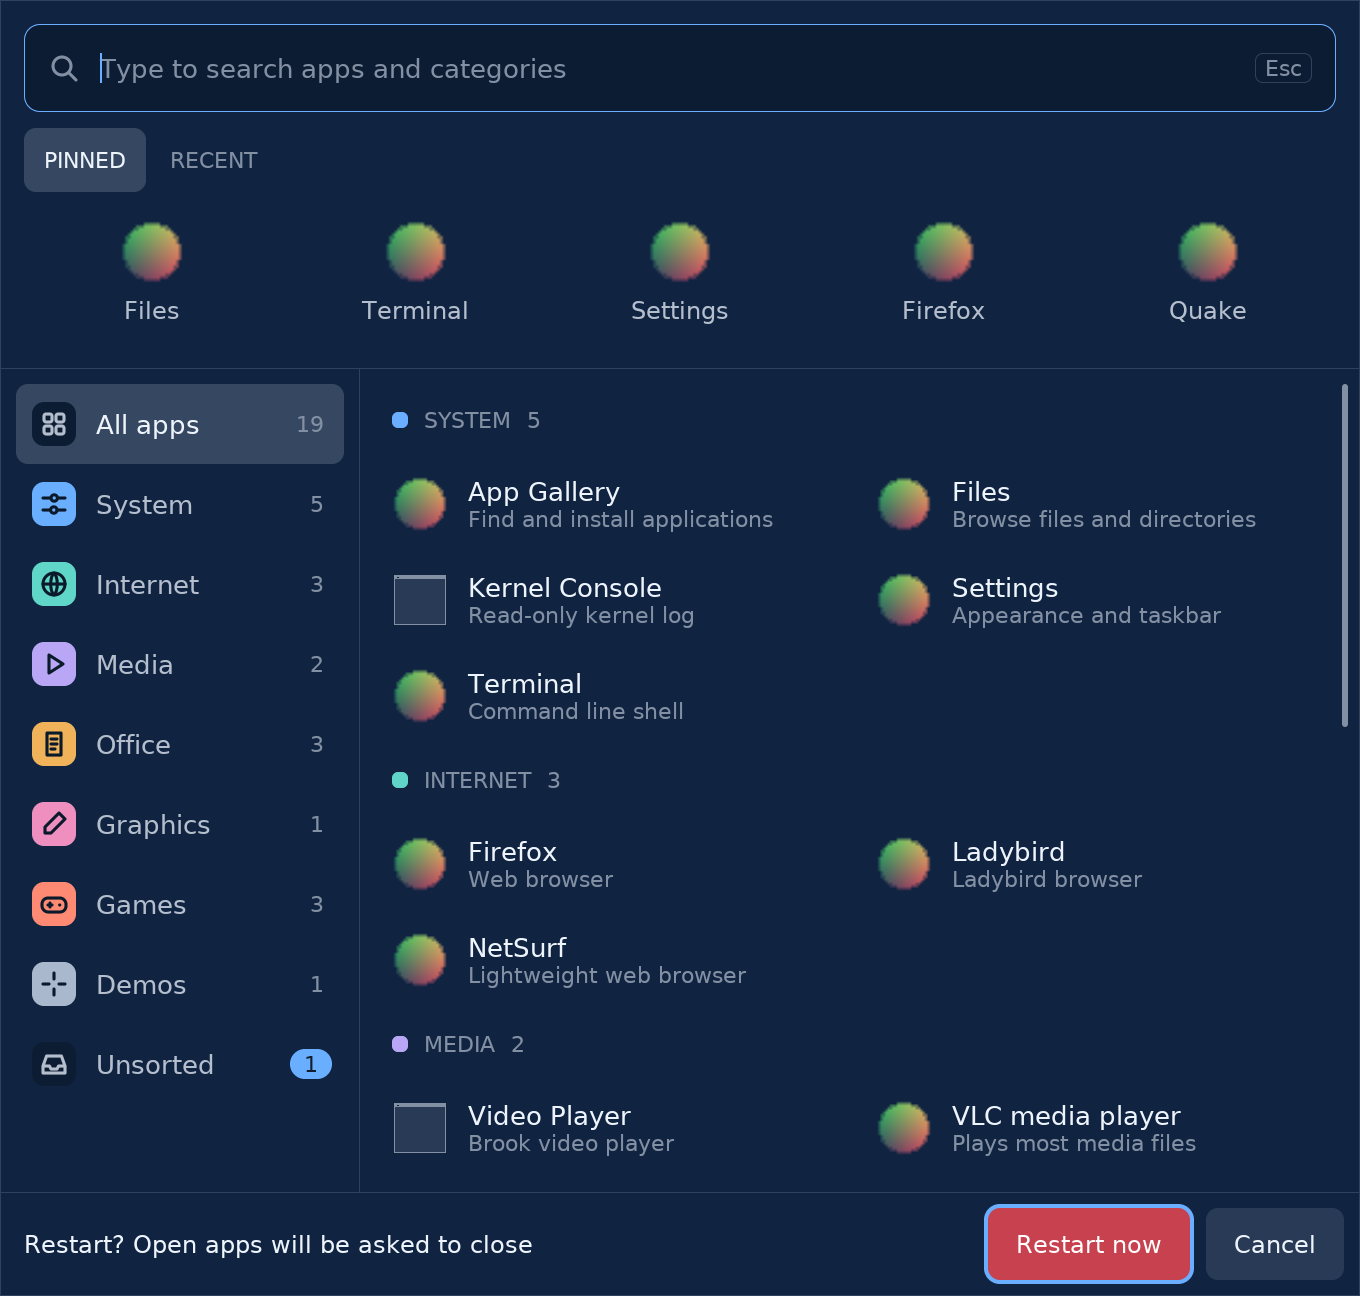 Type to search apps and categories
Esc
PINNED
RECENT
Files
Terminal
Settings
Firefox
Quake
All apps 19
System 5
Internet 3
Media 2
Office 3
Graphics 1
Games 3
Demos 1
Unsorted 1
SYSTEM 5
App Gallery
Find and install applications
Files
Browse files and directories
Kernel Console
Read-only kernel log
Settings
Appearance and taskbar
Terminal
Command line shell
INTERNET 3
Firefox
Web browser
Ladybird
Ladybird browser
NetSurf
Lightweight web browser
MEDIA 2
Video Player
Brook video player
VLC media player
Plays most media files
Restart? Open apps will be asked to close
Restart now
Cancel